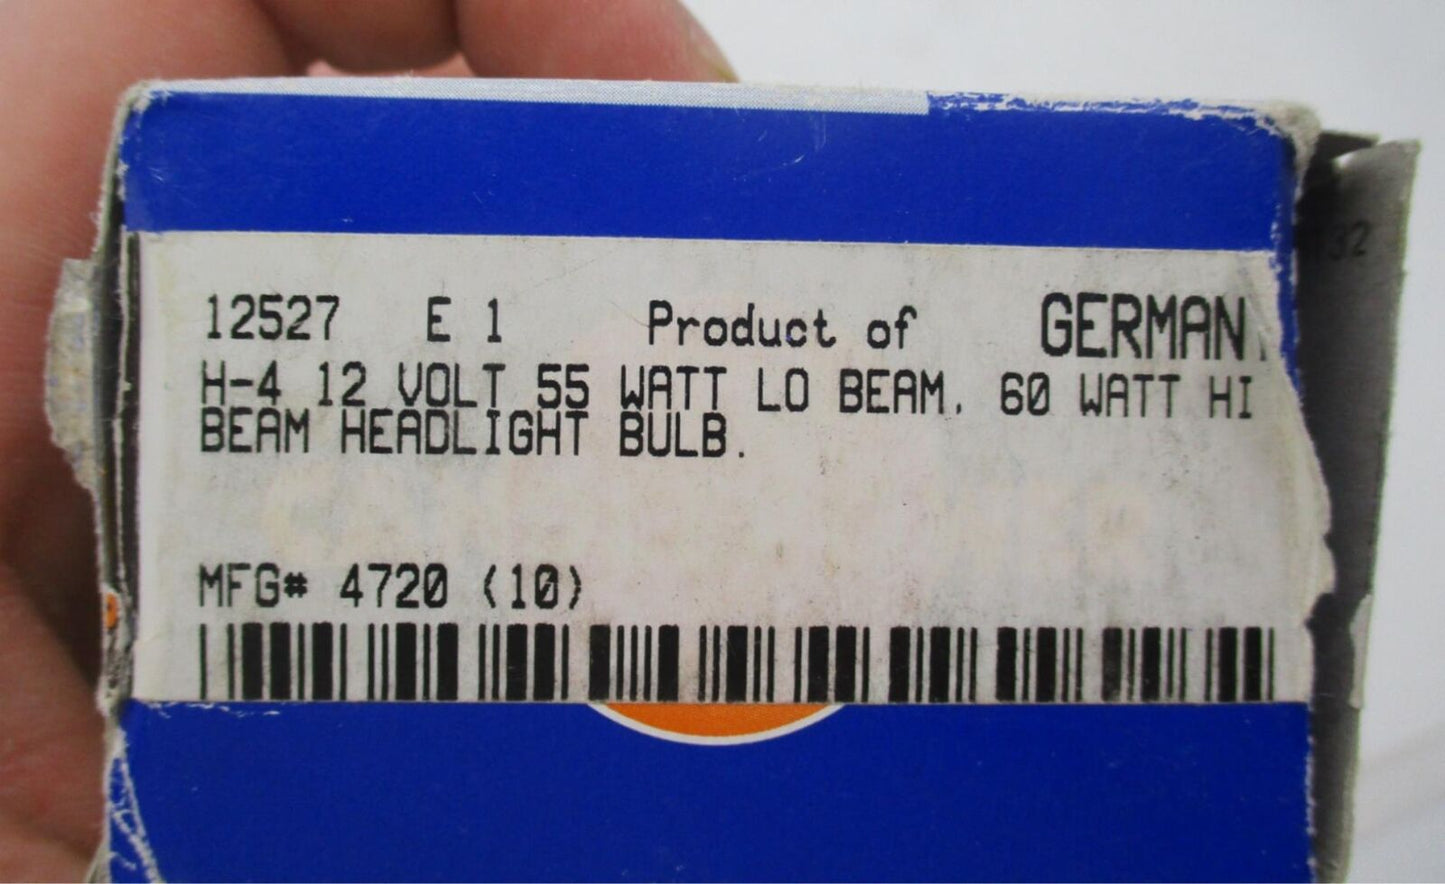 12527 E 1 Product of GERMAN
H-4 12 VOLT 55 WATT LO BEAM, 60 WATT HI
BEAM HEADLIGHT BULB.
MFG# 4720 (10)
32